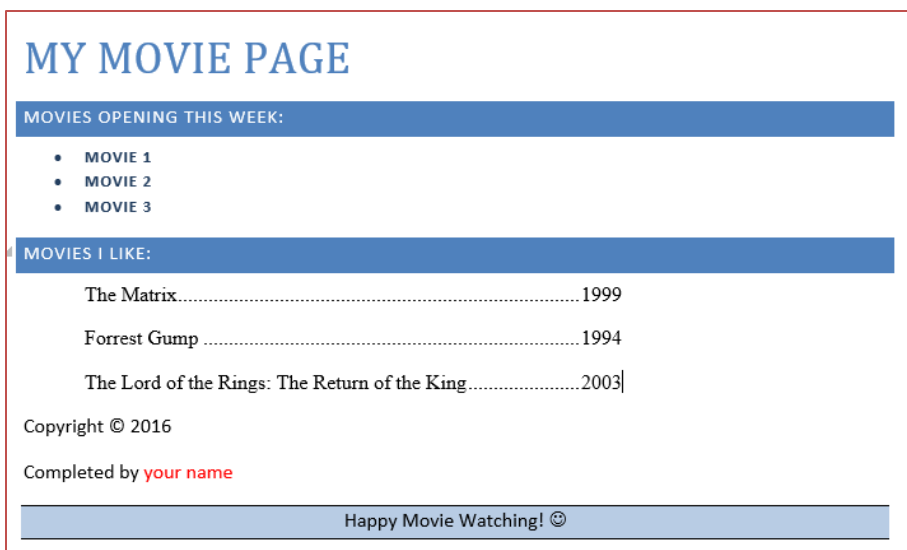 MY MOVIE PAGE
MOVIES OPENING THIS WEEK:
• MOVIE 1
• MOVIE 2
• MOVIE 3
MOVIES I LIKE:
The Matrix...............................................................................1999
Forrest Gump ..........................................................................1994
The Lord of the Rings: The Return of the King......................2003
Copyright © 2016
Completed by your name
Happy Movie Watching! ☺